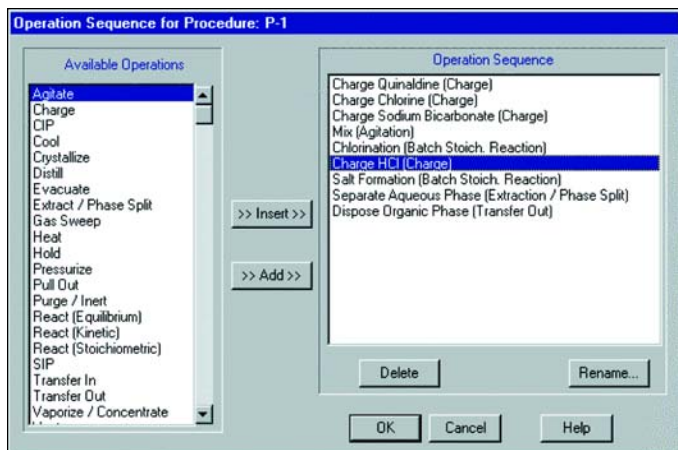 Operation Sequence for Procedure: P-1
Available Operations
Agitate
Charge
CIP
Cool
Crystallize
Distill
Evacuate
Extract / Phase Split
Gas Sweep
Heat
Hold
Pressurize
Pull Out
Purge / Inert
React (Equilibrium)
React (Kinetic)
React (Stoichiometric)
SIP
Transfer In
Transfer Out
Vaporize / Concentrate
>> Insert >>
>> Add >>
Operation Sequence
Charge Quinaldine (Charge)
Charge Chlorine (Charge)
Charge Sodium Bicarbonate (Charge)
Mix (Agitation)
Chlorination (Batch Stoich. Reaction)
Charge HCl (Charge)
Salt Formation (Batch Stoich. Reaction)
Separate Aqueous Phase (Extraction / Phase Split)
Dispose Organic Phase (Transfer Out)
Delete
Rename...
OK
Cancel
Help